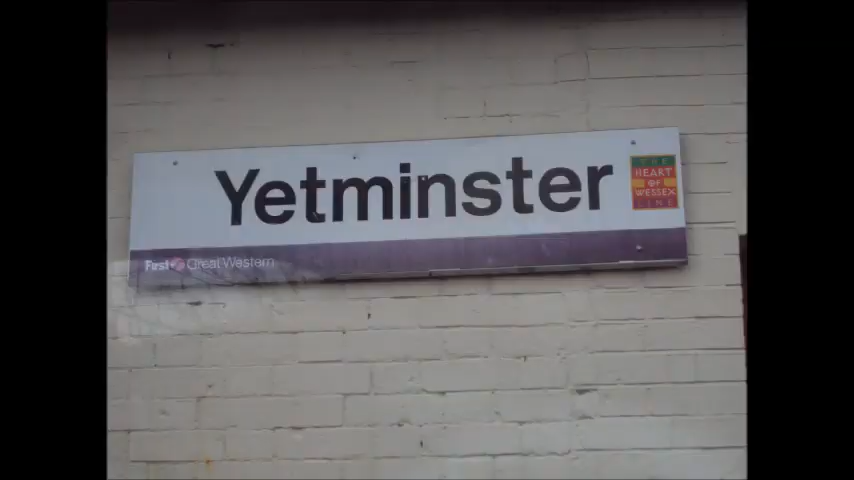 Yetminster
THE
HEART
OF
WESSEX
LINE
First Great Western